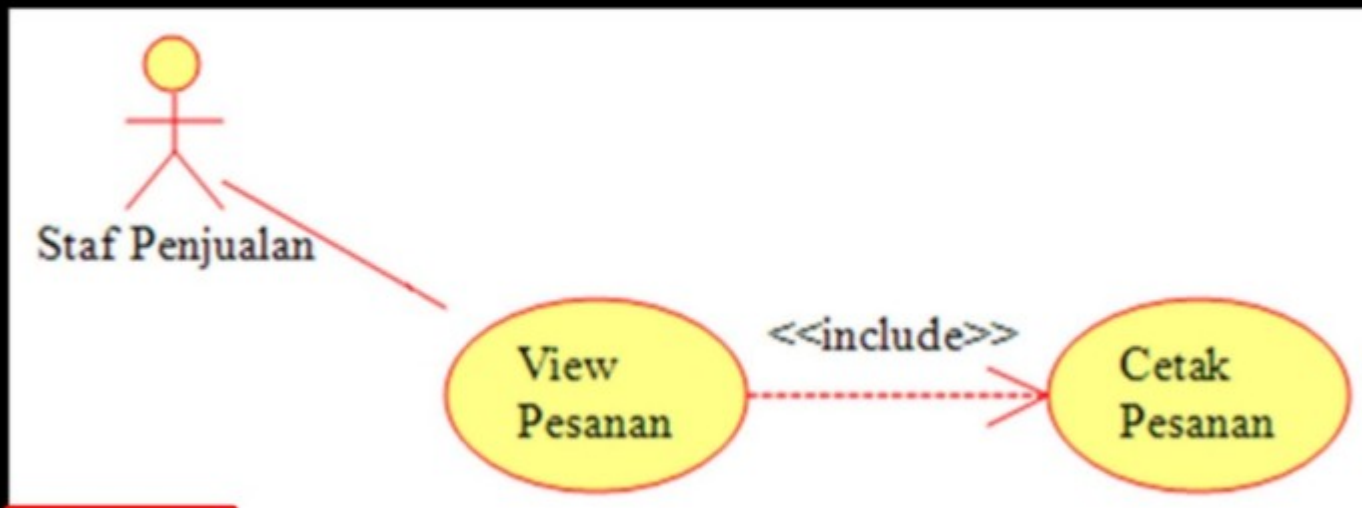 Staf Penjualan
<<include>>
View
Pesanan
Cetak
Pesanan